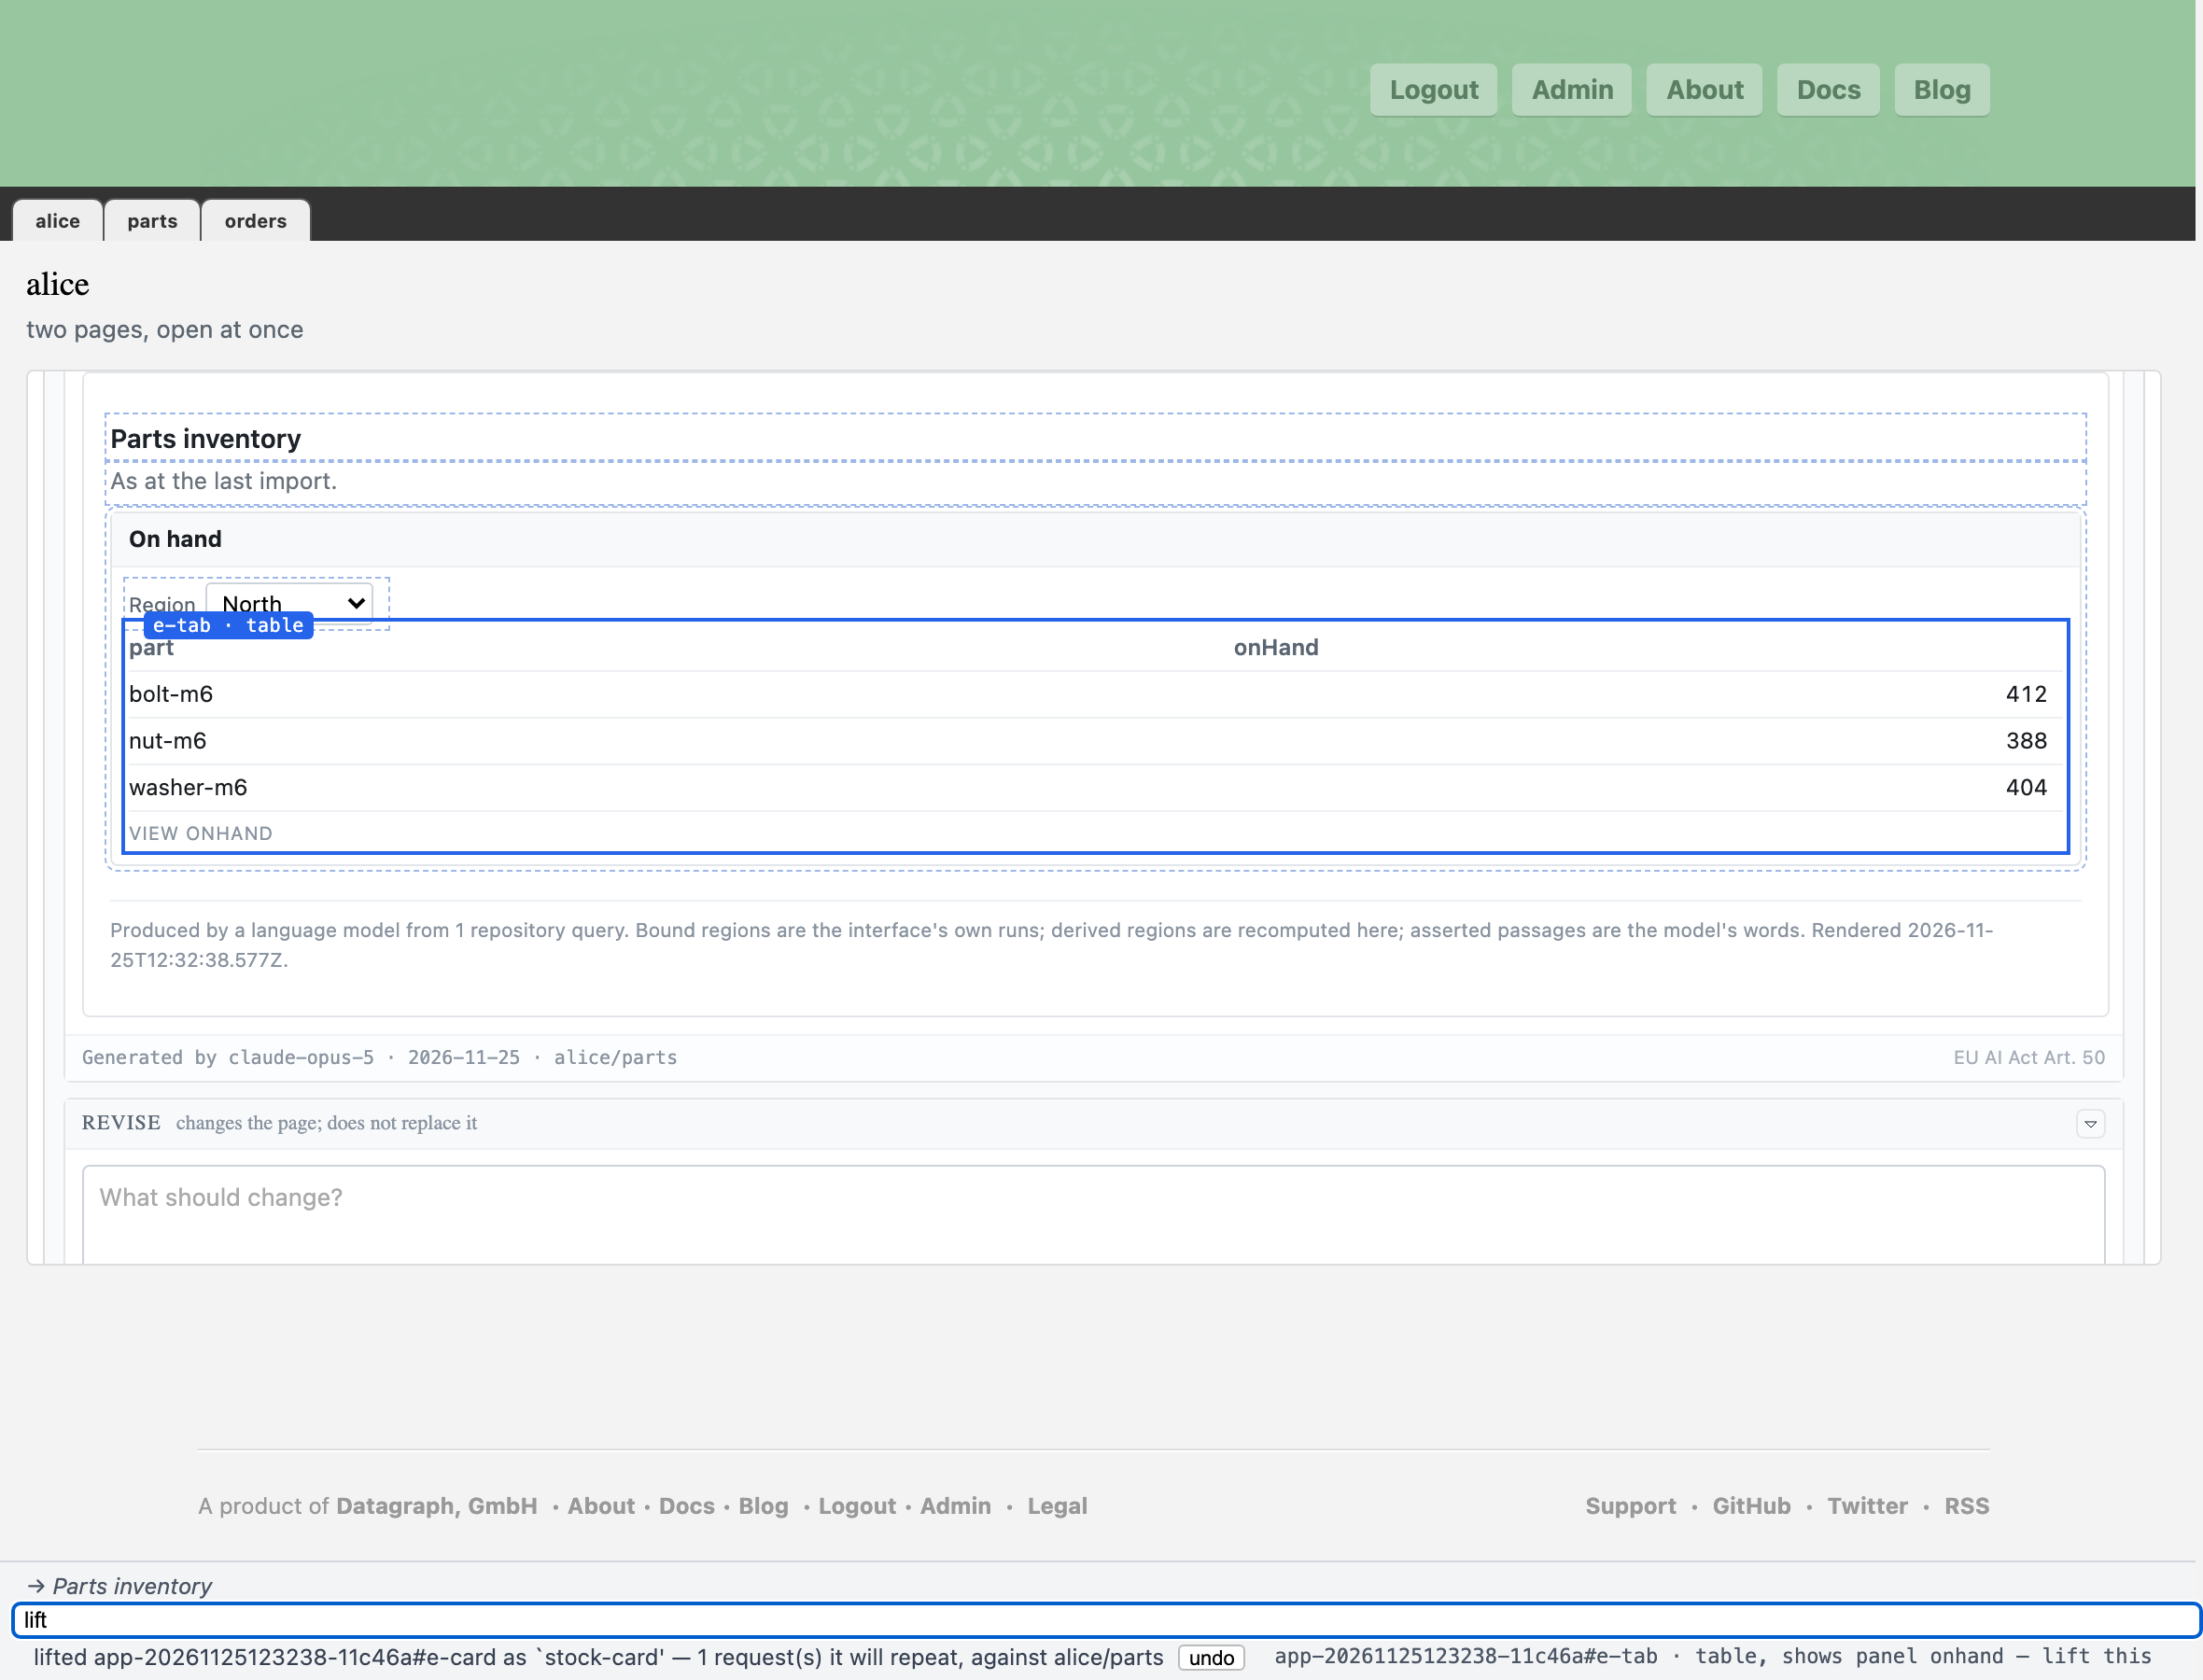 Logout Admin About Docs Blog
alice parts orders
alice
two pages, open at once
Parts inventory
As at the last import.
On hand
Region North
e-tab · table
part onHand
bolt-m6 412
nut-m6 388
washer-m6 404
VIEW ONHAND
Produced by a language model from 1 repository query. Bound regions are the interface's own runs; derived regions are recomputed here; asserted passages are the model's words. Rendered 2026-11-
25T12:32:38.577Z.
Generated by claude-opus-5 · 2026-11-25 · alice/parts EU AI Act Art. 50
REVISE changes the page; does not replace it
What should change?
A product of Datagraph, GmbH • About • Docs • Blog • Logout • Admin • Legal Support • GitHub • Twitter • RSS
→ Parts inventory
lift
lifted app-20261125123238-11c46a#e-card as `stock-card' — 1 request(s) it will repeat, against alice/parts undo app-20261125123238-11c46a#e-tab · table, shows panel onhand — lift this